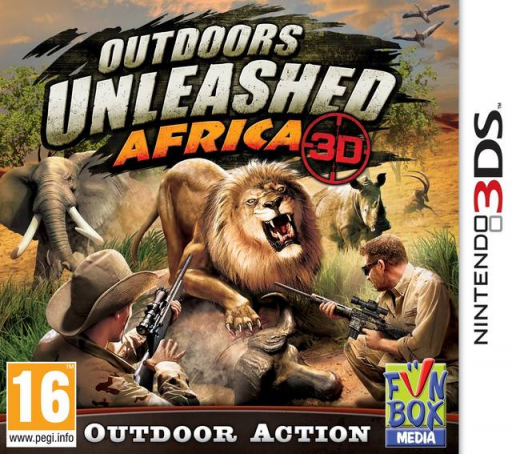 OUTDOORS
UNLEASHED
AFRICA 3D
NINTENDO 3DS
16
www.pegi.info
OUTDOOR ACTION
FUN
BOX
MEDIA